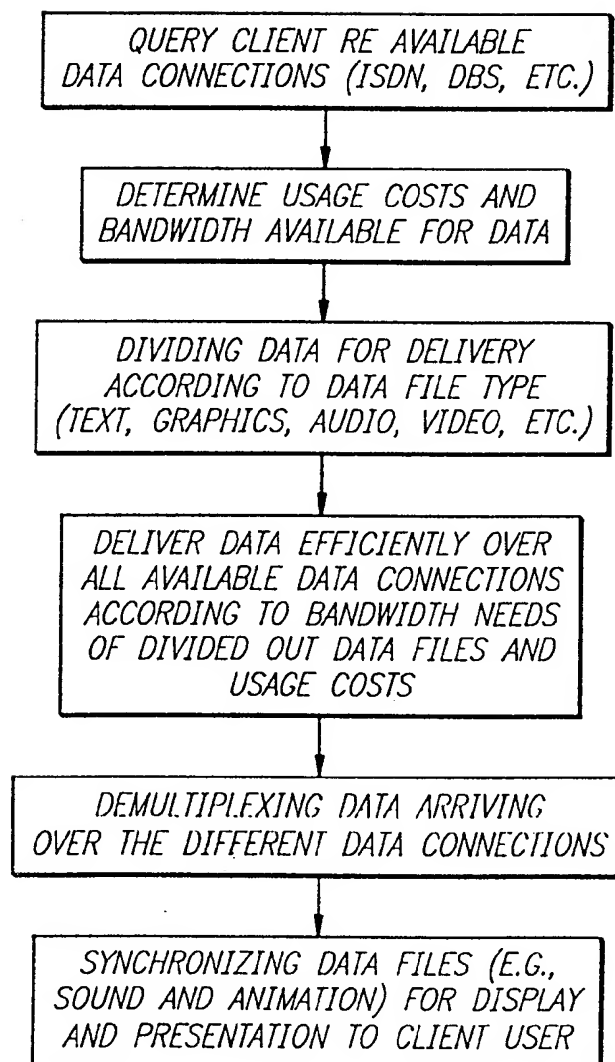 QUERY CLIENT RE AVAILABLE
DATA CONNECTIONS (ISDN, DBS, ETC.)
DETERMINE USAGE COSTS AND
BANDWIDTH AVAILABLE FOR DATA
DIVIDING DATA FOR DELIVERY
ACCORDING TO DATA FILE TYPE
(TEXT, GRAPHICS, AUDIO, VIDEO, ETC.)
DELIVER DATA EFFICIENTLY OVER
ALL AVAILABLE DATA CONNECTIONS
ACCORDING TO BANDWIDTH NEEDS
OF DIVIDED OUT DATA FILES AND
USAGE COSTS
DEMULTIPLEXING DATA ARRIVING
OVER THE DIFFERENT DATA CONNECTIONS
SYNCHRONIZING DATA FILES (E.G.,
SOUND AND ANIMATION) FOR DISPLAY
AND PRESENTATION TO CLIENT USER